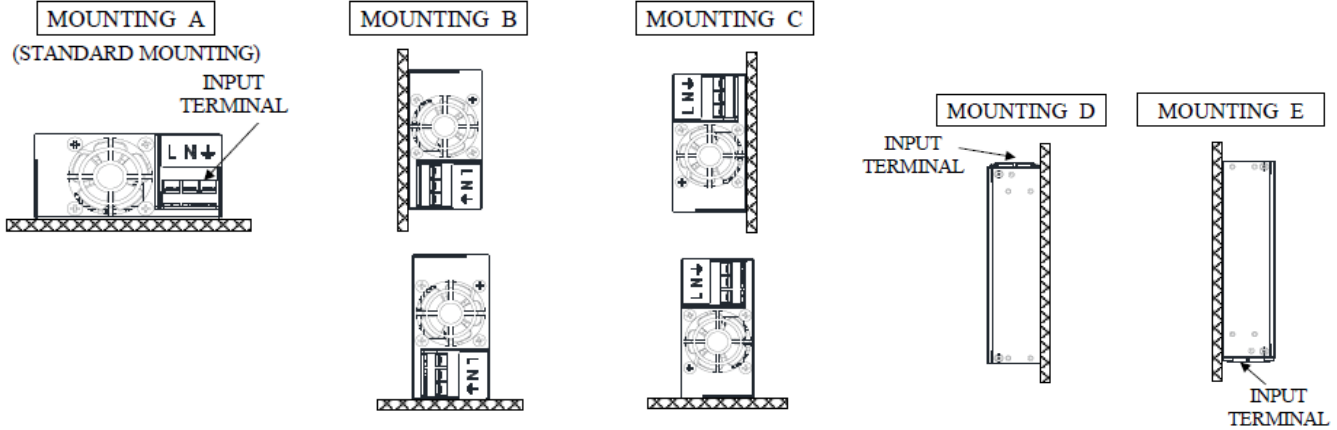 MOUNTING A
(STANDARD MOUNTING)
INPUT
TERMINAL
L N ⏚
MOUNTING B
L N ⏚
L N ⏚
MOUNTING C
L N ⏚
L N ⏚
MOUNTING D
INPUT
TERMINAL
MOUNTING E
INPUT
TERMINAL